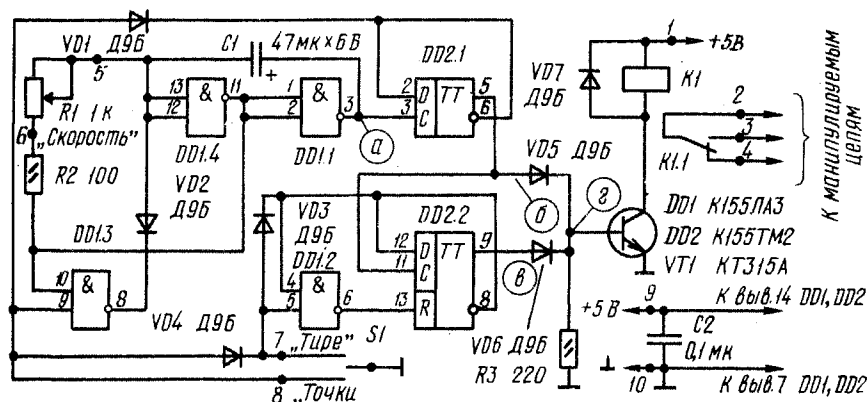 VD1 Д9Б
5
C1
47мк×6В
+
DD2.1
R1 1к
6 „Скорость"
R2 100
13
12
&
11
DD1.4
1
2
&
3
DD1.1
а
2
3
D
C
TT
5
6
VD7
Д9Б
1
+5В
K1
2
3
4
K1.1
К манипулируемым
цепям
VD2
Д9Б
VD5 Д9Б
б
г
DD1.3
10
9
&
8
VD3
Д9Б
DD1.2
4
5
&
6
DD2.2
12
11
13
D
C
R
TT
9
8
в
DD1 К155ЛА3
DD2 К155ТМ2
VT1 КТ315А
VD4 Д9Б
7 „Тире"
S1
8 „Точки
VD6 Д9Б
R3 220
+5В
9
К выв.14 DD1, DD2
C2
0,1мк
⊥
10
К выв.7 DD1, DD2